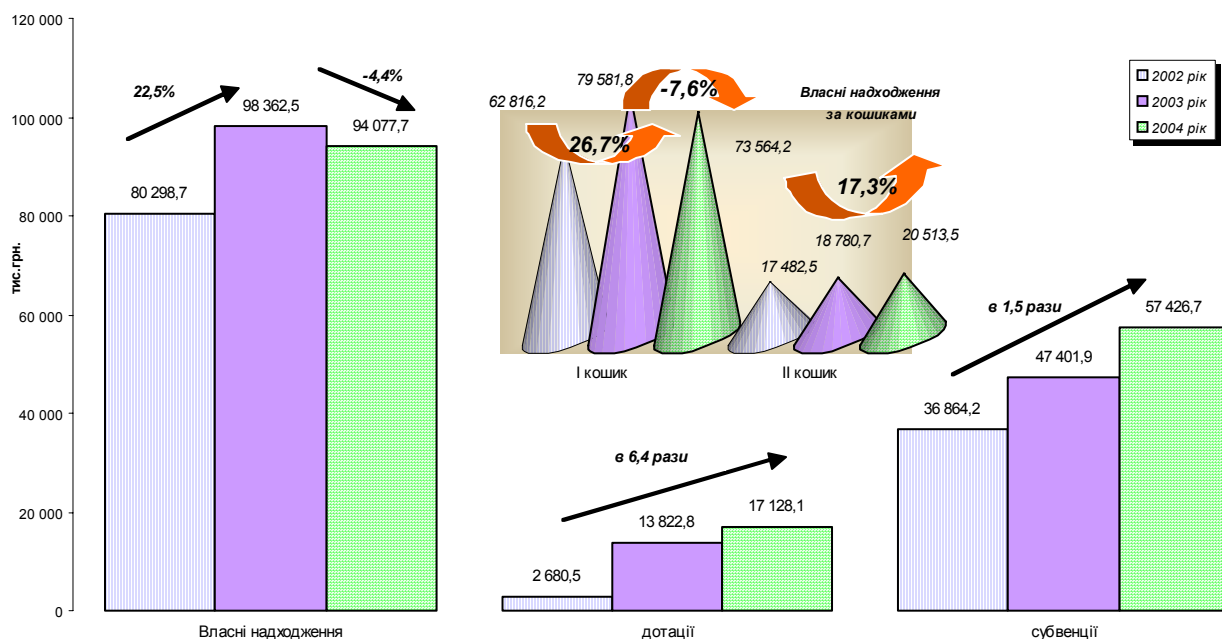 120 000
100 000
80 000
60 000
40 000
20 000
0
тис.грн.
22,5%
-4,4%
80 298,7
98 362,5
94 077,7
Власні надходження
62 816,2
79 581,8
-7,6%
26,7%
73 564,2
Власні надходження
за кошиками
17,3%
17 482,5
18 780,7
20 513,5
І кошик
ІІ кошик
в 6,4 рази
2 680,5
13 822,8
17 128,1
дотації
в 1,5 рази
36 864,2
47 401,9
57 426,7
субвенції
2002 рік
2003 рік
2004 рік